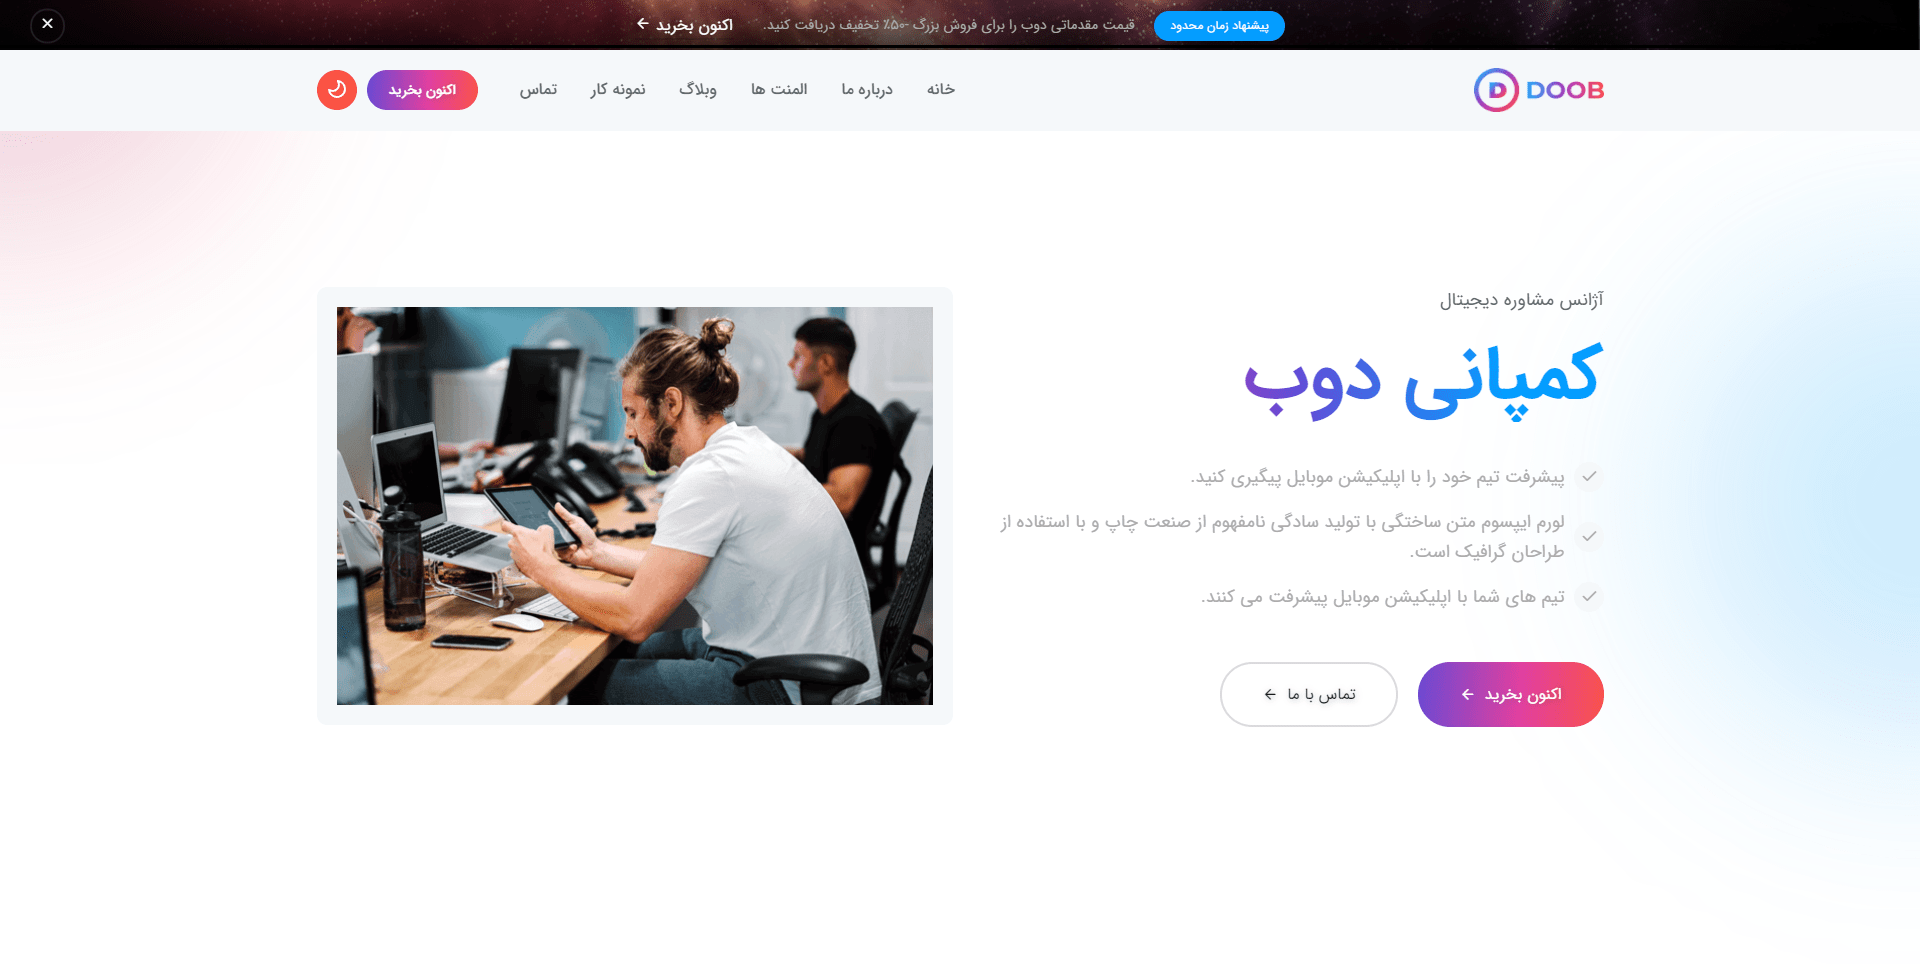 پیشنهاد زمان محدود
قیمت مقدماتی دوب را برای فروش بزرگ -۵۰٪ تخفیف دریافت کنید.
اکنون بخرید
DOOB
خانه
درباره ما
المنت ها
وبلاگ
نمونه کار
تماس
اکنون بخرید
آژانس مشاوره دیجیتال
کمپانی دوب
پیشرفت تیم خود را با اپلیکیشن موبایل پیگیری کنید.
لورم ایپسوم متن ساختگی با تولید سادگی نامفهوم از صنعت چاپ و با استفاده از
طراحان گرافیک است.
تیم های شما با اپلیکیشن موبایل پیشرفت می کنند.
اکنون بخرید
تماس با ما